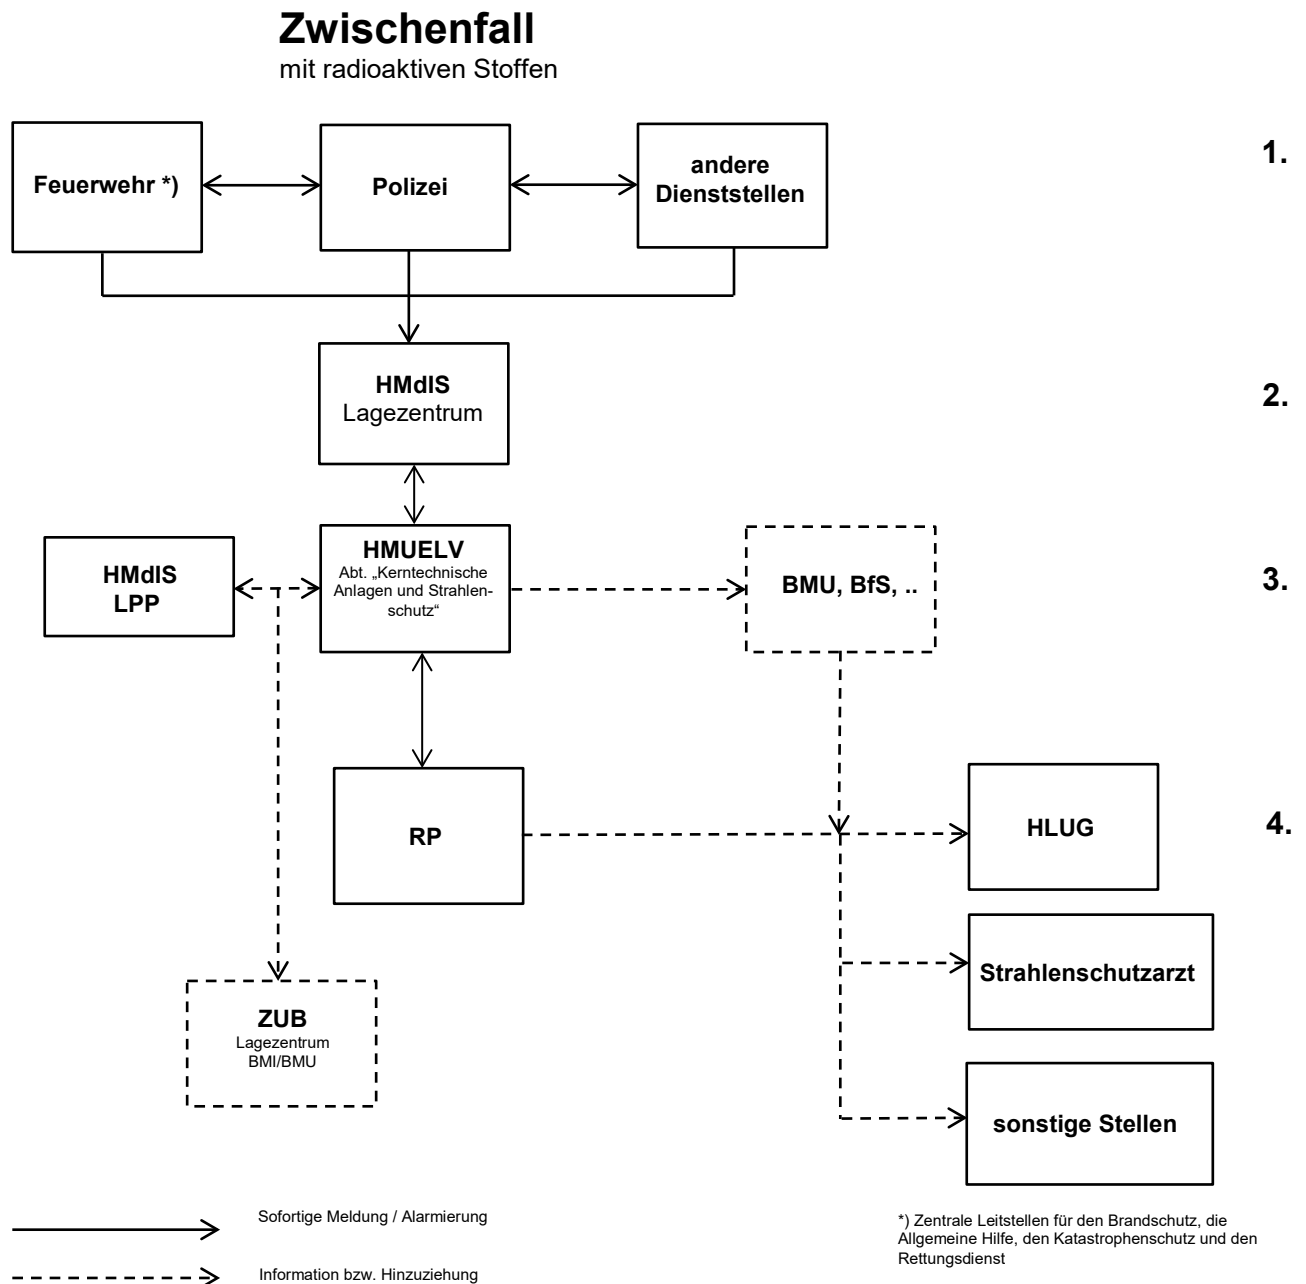 Zwischenfall
mit radioaktiven Stoffen
1.
Feuerwehr *)
Polizei
andere
Dienststellen
2.
HMdIS
Lagezentrum
3.
HMdIS
LPP
HMUELV
Abt. „Kerntechnische
Anlagen und Strahlen-
schutz“
BMU, BfS, ..
4.
RP
HLUG
Strahlenschutzarzt
ZUB
Lagezentrum
BMI/BMU
sonstige Stellen
Sofortige Meldung / Alarmierung
Information bzw. Hinzuziehung
*) Zentrale Leitstellen für den Brandschutz, die
Allgemeine Hilfe, den Katastrophenschutz und den
Rettungsdienst